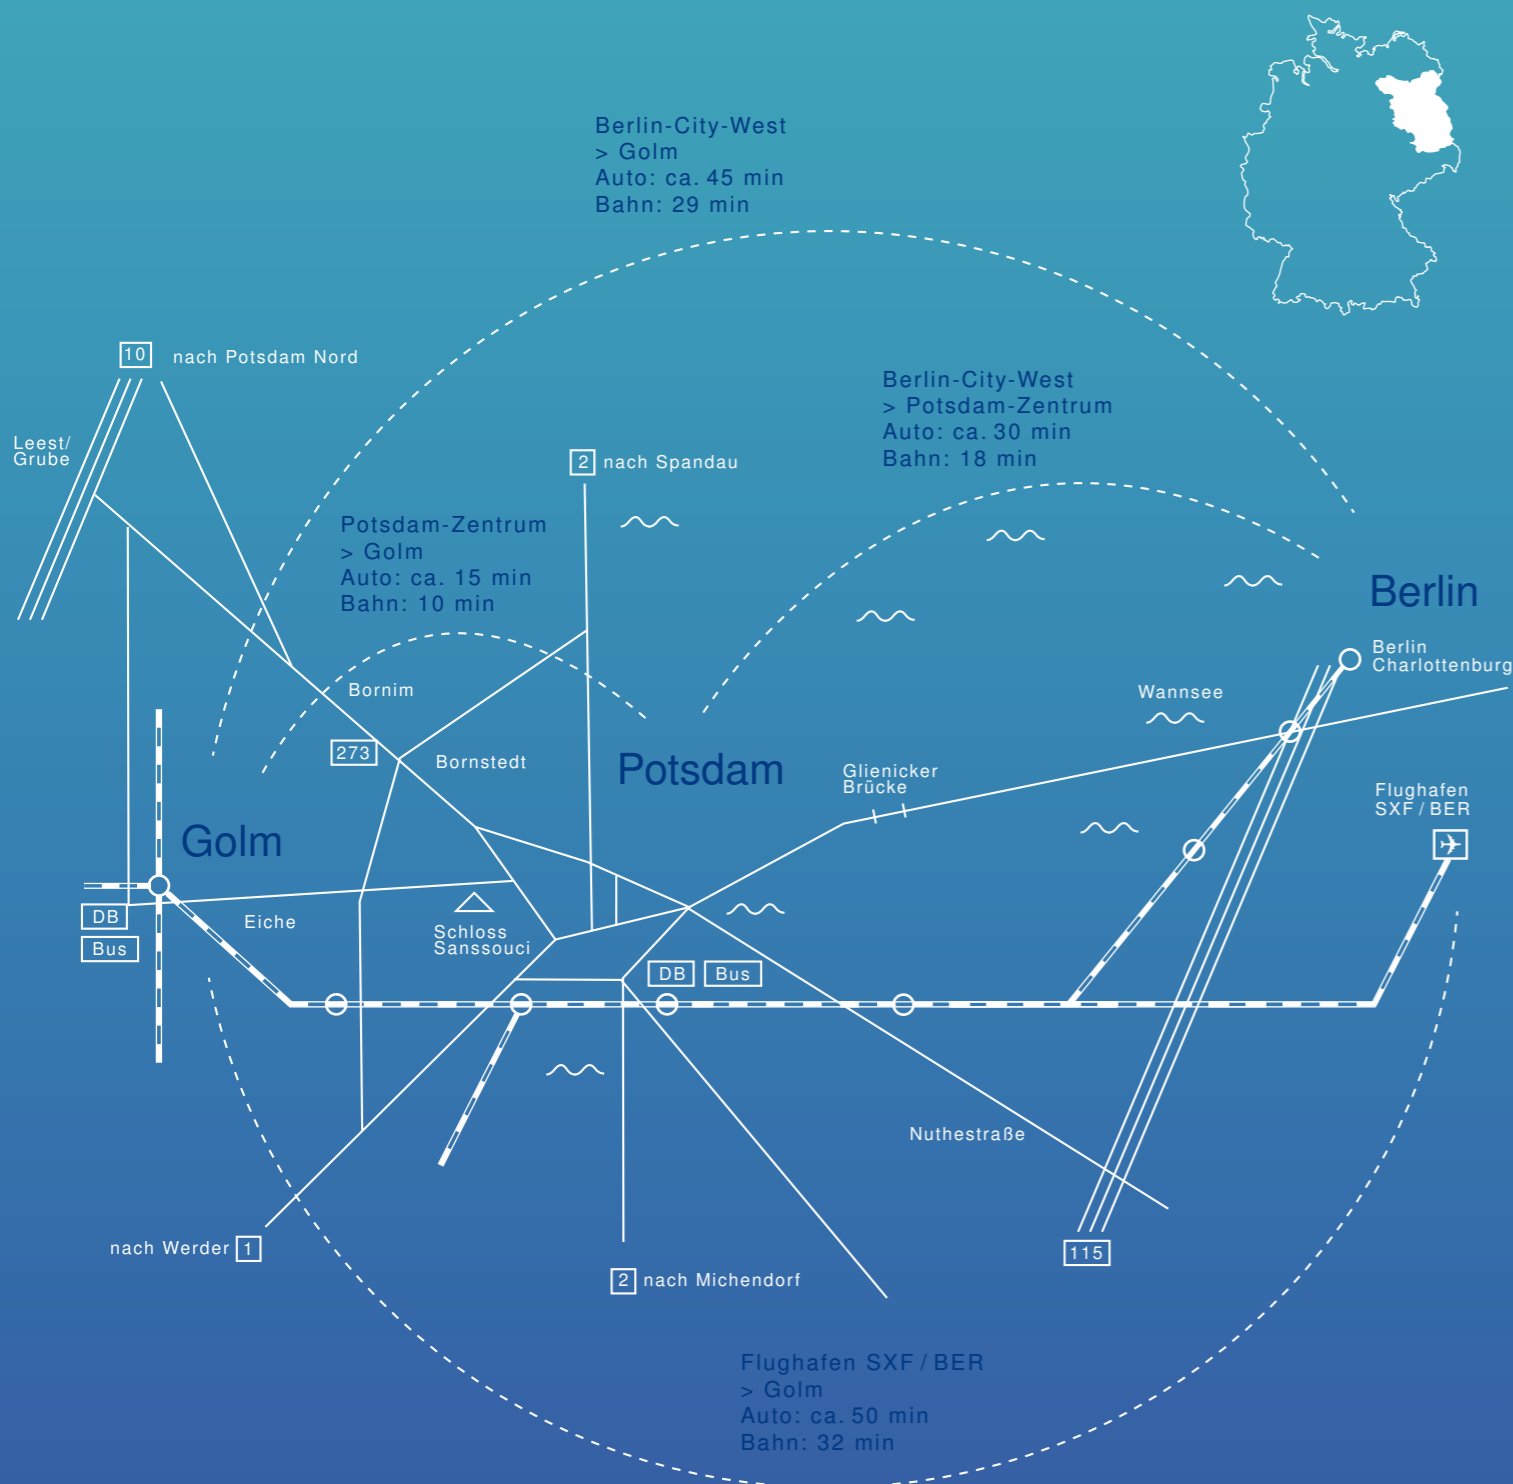 Berlin-City-West
> Golm
Auto: ca. 45 min
Bahn: 29 min
10 nach Potsdam Nord
Berlin-City-West
> Potsdam-Zentrum
Auto: ca. 30 min
Bahn: 18 min
Leest/
Grube
2 nach Spandau
Potsdam-Zentrum
> Golm
Auto: ca. 15 min
Bahn: 10 min
Berlin
Berlin
Charlottenburg
Bornim
Wannsee
273
Bornstedt
Potsdam
Glienicker
Brücke
Flughafen
SXF / BER
Golm
DB
Bus
Eiche
Schloss
Sanssouci
DB Bus
Nuthestraße
nach Werder 1
115
2 nach Michendorf
Flughafen SXF / BER
> Golm
Auto: ca. 50 min
Bahn: 32 min